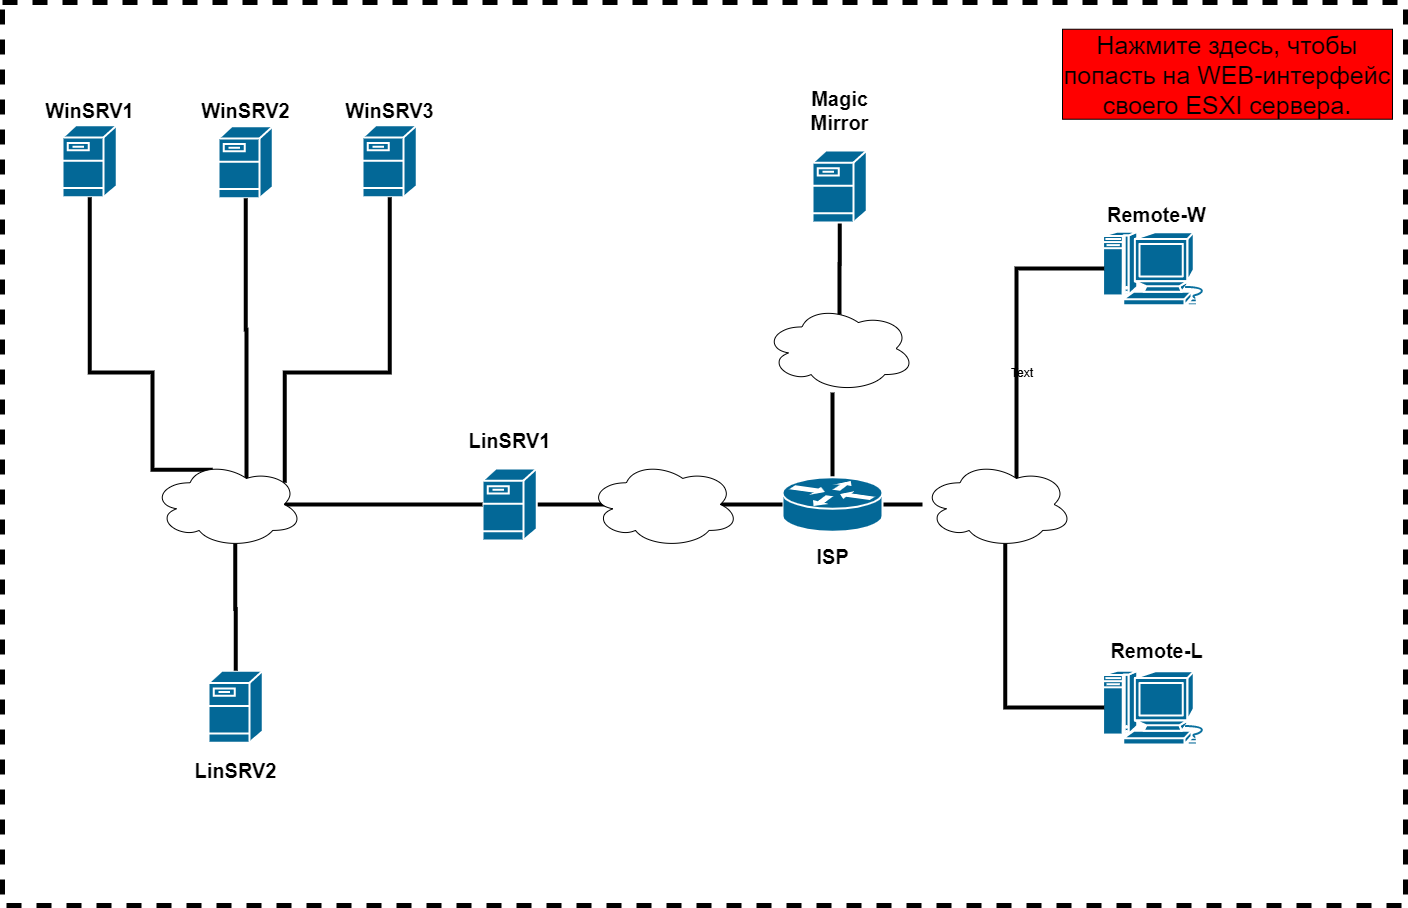 Нажмите здесь, чтобы
попасть на WEB-интерфейс
своего ESXI сервера.
WinSRV1
WinSRV2
WinSRV3
Magic
Mirror
Remote-W
Text
LinSRV1
ISP
Remote-L
LinSRV2